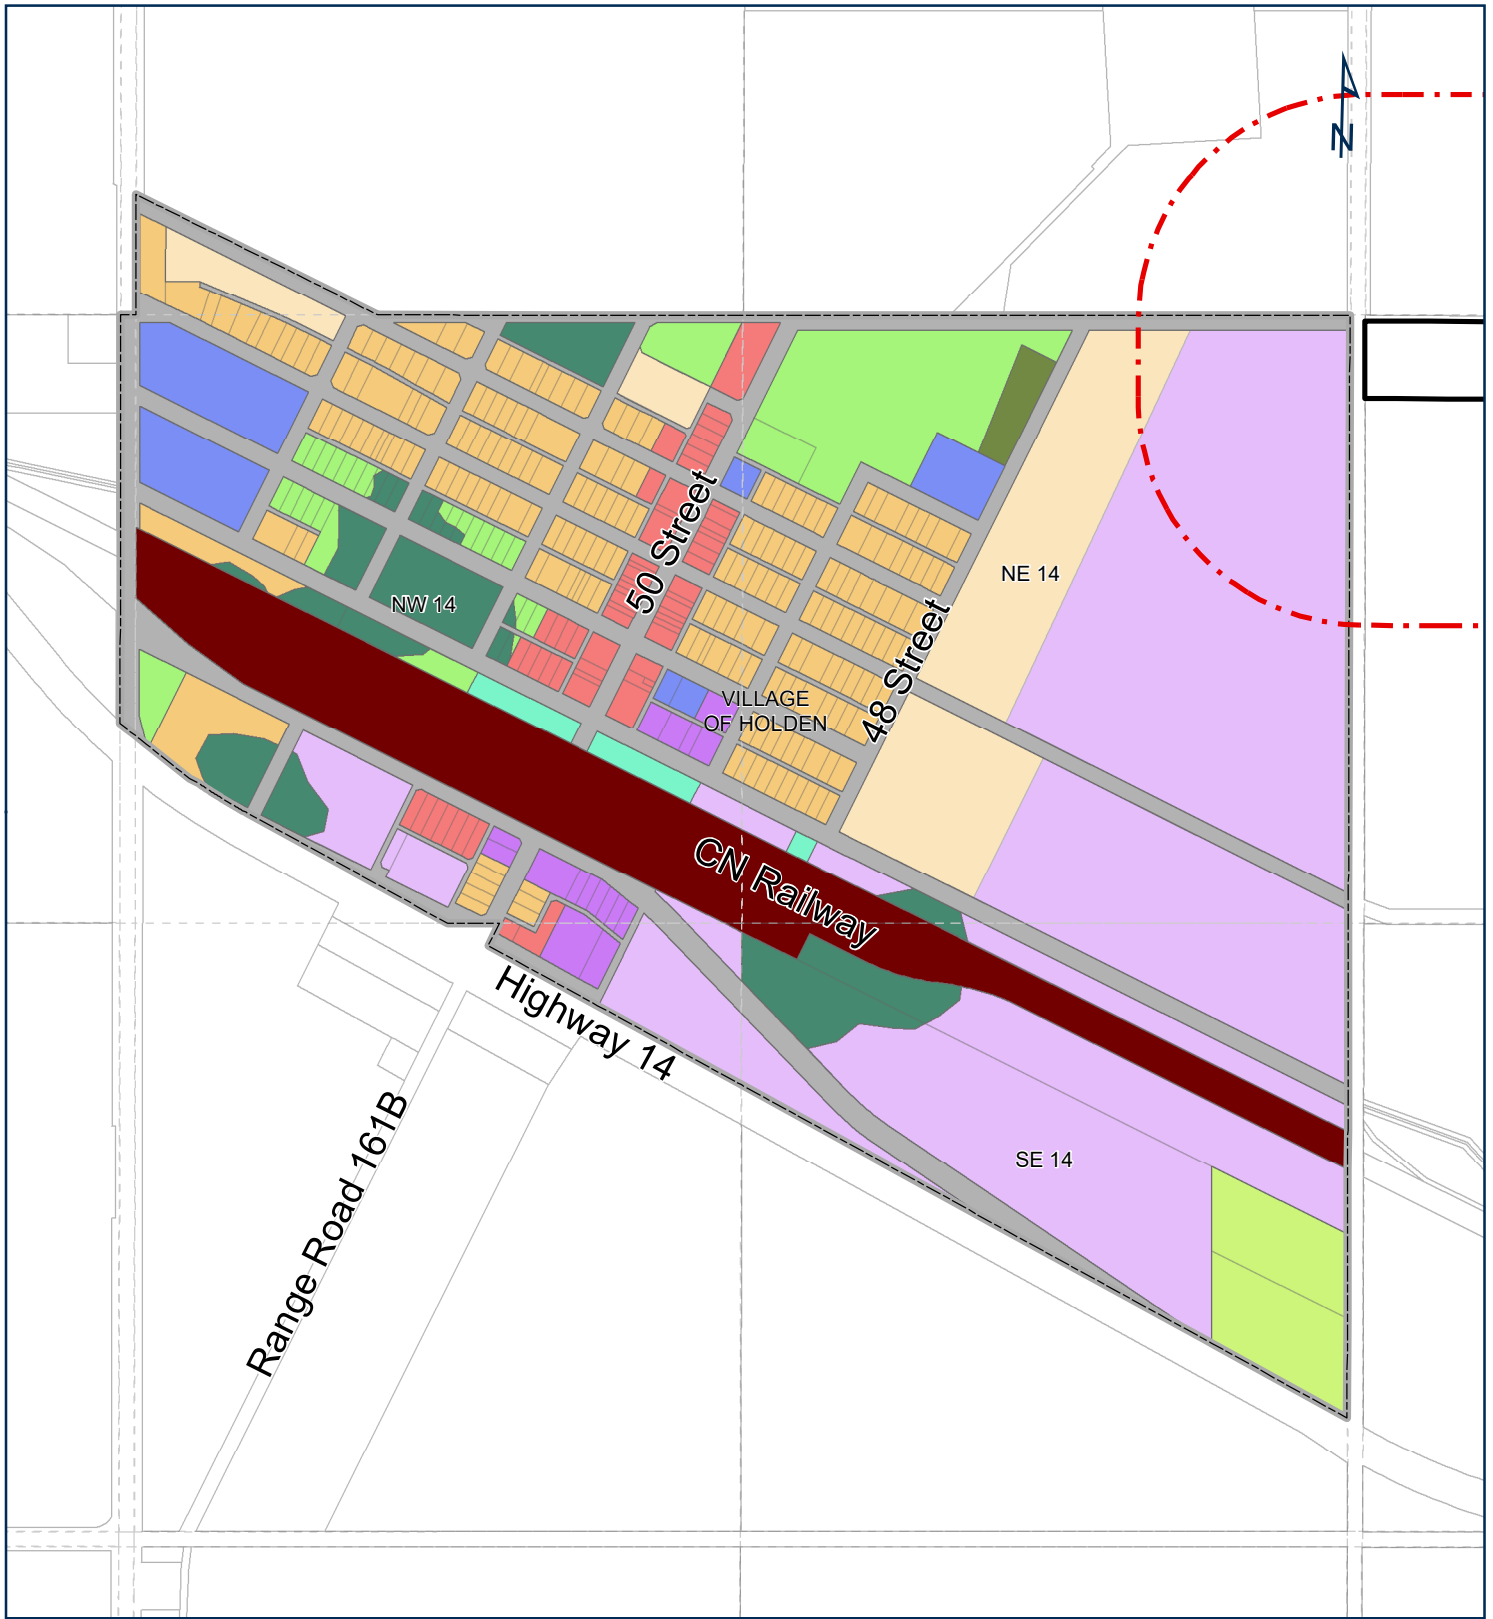 N
50 Street
NE 14
NW 14
48 Street
VILLAGE
OF HOLDEN
CN Railway
Highway 14
Range Road 161B
SE 14